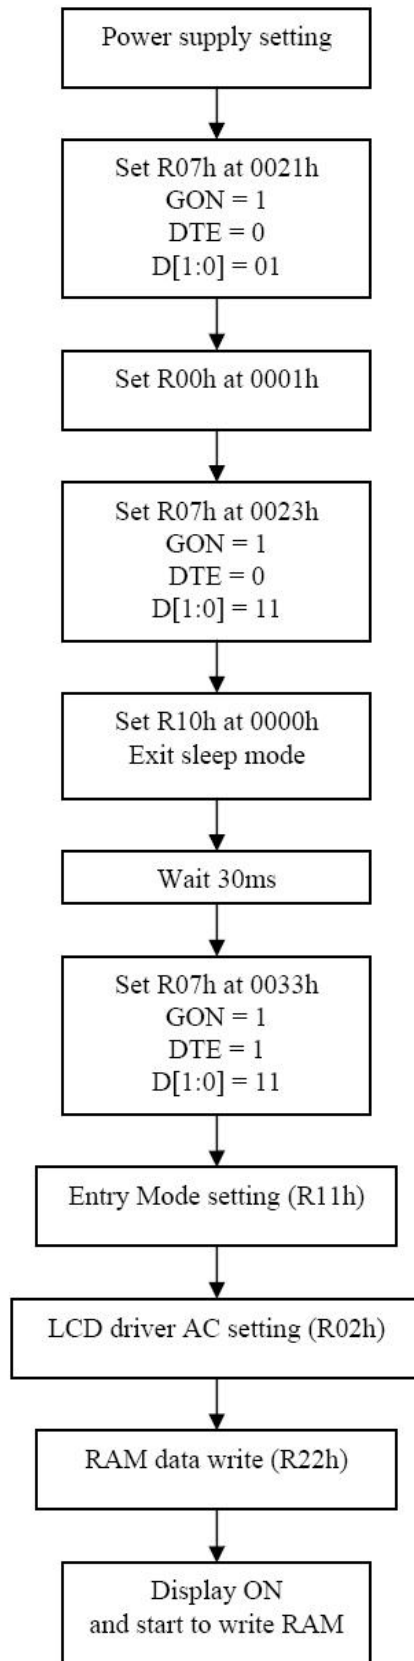 Power supply setting
Set R07h at 0021h
GON = 1
DTE = 0
D[1:0] = 01
Set R00h at 0001h
Set R07h at 0023h
GON = 1
DTE = 0
D[1:0] = 11
Set R10h at 0000h
Exit sleep mode
Wait 30ms
Set R07h at 0033h
GON = 1
DTE = 1
D[1:0] = 11
Entry Mode setting (R11h)
LCD driver AC setting (R02h)
RAM data write (R22h)
Display ON
and start to write RAM